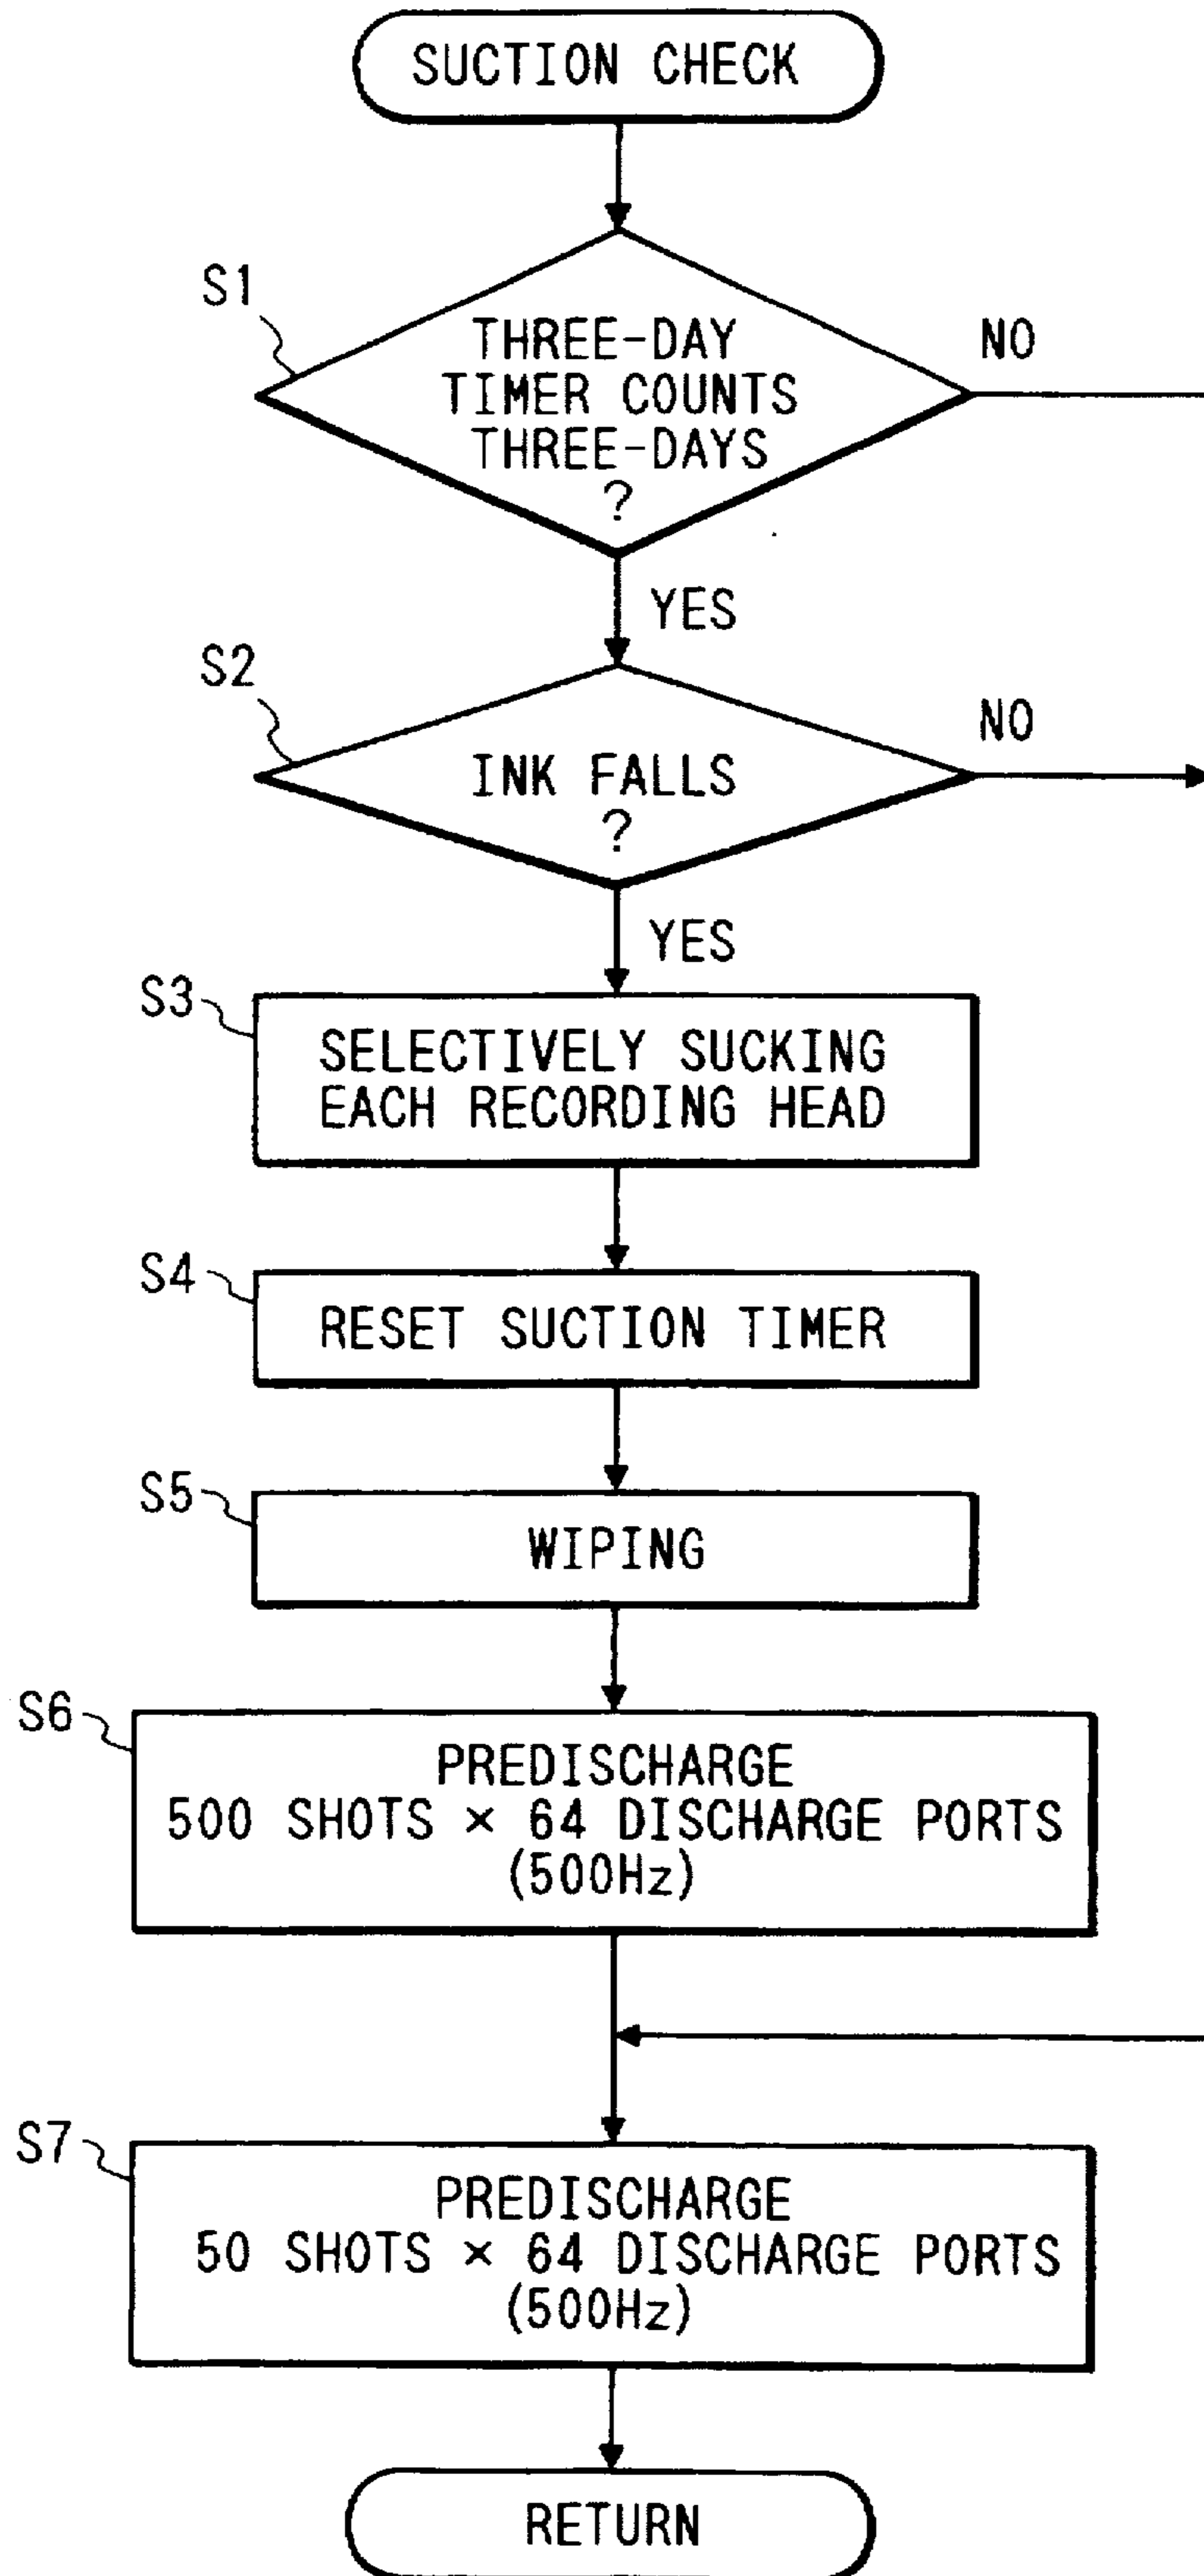 SUCTION CHECK
S1
THREE-DAY
TIMER COUNTS
THREE-DAYS
?
NO
YES
S2
INK FALLS
?
NO
YES
S3
SELECTIVELY SUCKING
EACH RECORDING HEAD
S4
RESET SUCTION TIMER
S5
WIPING
S6
PREDISCHARGE
500 SHOTS × 64 DISCHARGE PORTS
(500Hz)
S7
PREDISCHARGE
50 SHOTS × 64 DISCHARGE PORTS
(500Hz)
RETURN